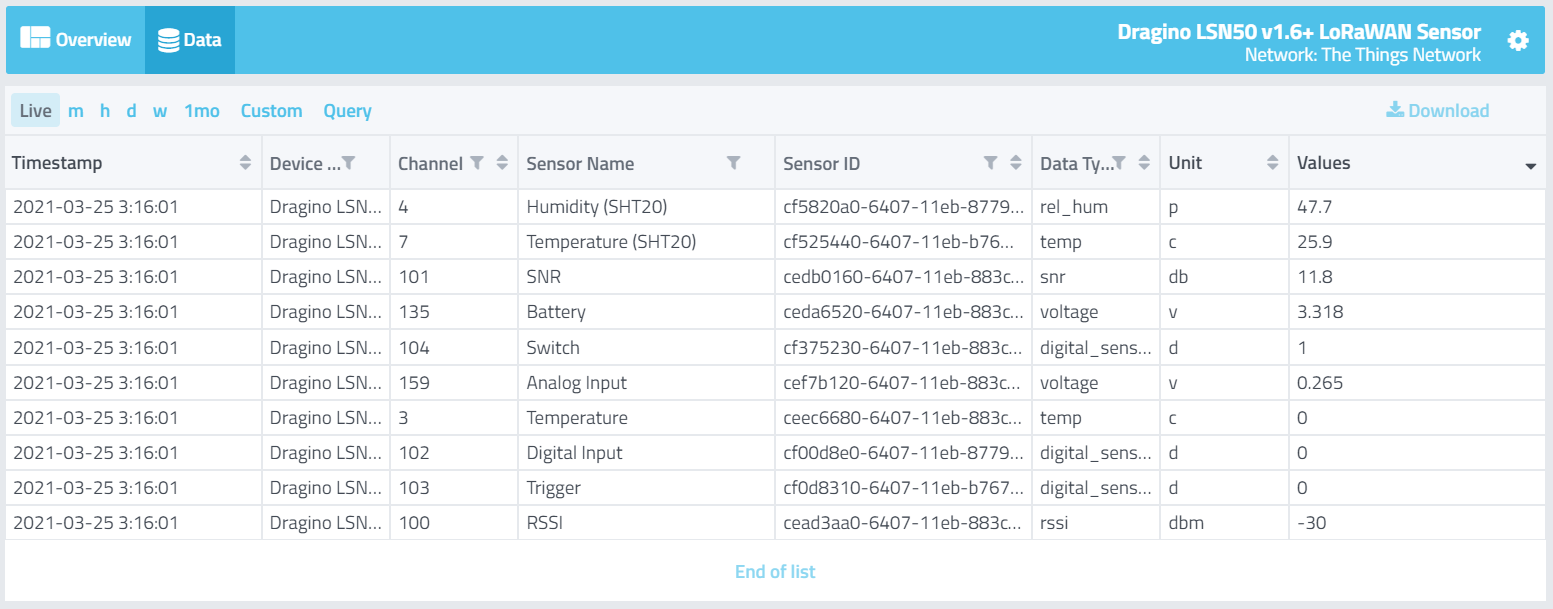 Overview Data Dragino LSN50 v1.6+ LoRaWAN Sensor
Network: The Things Network
Live m h d w 1mo Custom Query Download
Timestamp Device ... Channel Sensor Name Sensor ID Data Ty... Unit Values
2021-03-25 3:16:01 Dragino LSN... 4 Humidity (SHT20) cf5820a0-6407-11eb-8779... rel_hum p 47.7
2021-03-25 3:16:01 Dragino LSN... 7 Temperature (SHT20) cf525440-6407-11eb-b76... temp c 25.9
2021-03-25 3:16:01 Dragino LSN... 101 SNR cedb0160-6407-11eb-883c... snr db 11.8
2021-03-25 3:16:01 Dragino LSN... 135 Battery ceda6520-6407-11eb-883c... voltage v 3.318
2021-03-25 3:16:01 Dragino LSN... 104 Switch cf375230-6407-11eb-883c... digital_sens... d 1
2021-03-25 3:16:01 Dragino LSN... 159 Analog Input cef7b120-6407-11eb-883c... voltage v 0.265
2021-03-25 3:16:01 Dragino LSN... 3 Temperature ceec6680-6407-11eb-883c... temp c 0
2021-03-25 3:16:01 Dragino LSN... 102 Digital Input cf00d8e0-6407-11eb-8779... digital_sens... d 0
2021-03-25 3:16:01 Dragino LSN... 103 Trigger cf0d8310-6407-11eb-b767... digital_sens... d 0
2021-03-25 3:16:01 Dragino LSN... 100 RSSI cead3aa0-6407-11eb-883c... rssi dbm -30
End of list